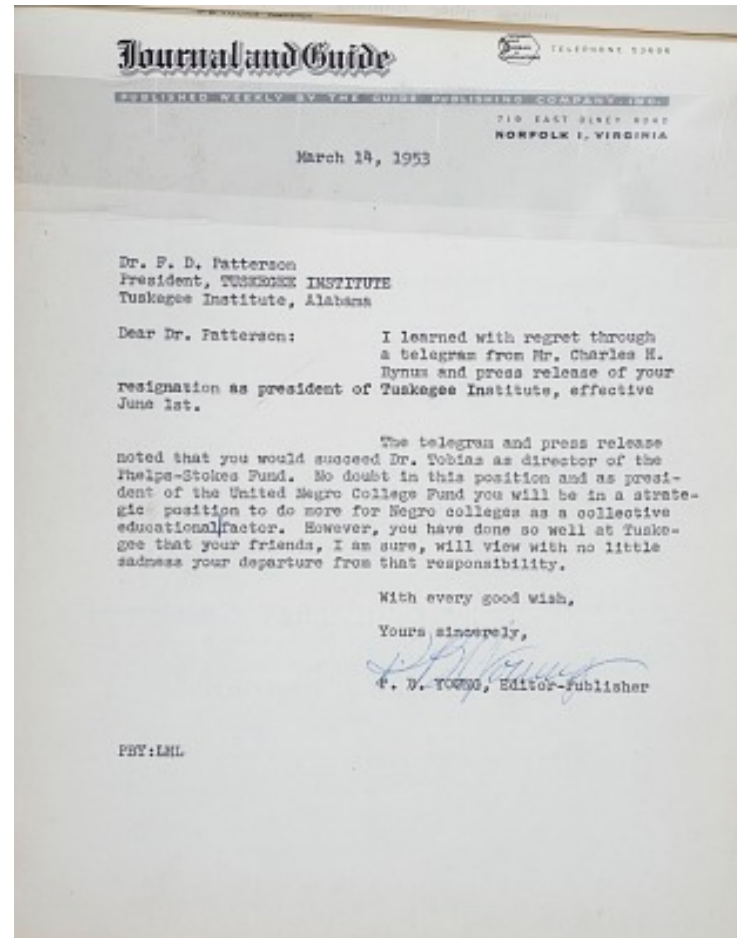 Journal and Guide
TELEPHONE 53606
PUBLISHED WEEKLY BY THE GUIDE PUBLISHING COMPANY, INC.
719 EAST OLNEY ROAD
NORFOLK 1, VIRGINIA
March 14, 1953
Dr. F. D. Patterson
President, TUSKEGEE INSTITUTE
Tuskegee Institute, Alabama
Dear Dr. Patterson: I learned with regret through
a telegram from Mr. Charles H.
Bynum and press release of your
resignation as president of Tuskegee Institute, effective
June 1st.
The telegram and press release
noted that you would succeed Dr. Tobias as director of the
Phelps-Stokes Fund. No doubt in this position and as presi-
dent of the United Negro College Fund you will be in a strate-
gic position to do more for Negro colleges as a collective
educational factor. However, you have done so well at Tuske-
gee that your friends, I am sure, will view with no little
sadness your departure from that responsibility.
With every good wish,
Yours sincerely,
P B Young
P. B. YOUNG, Editor-Publisher
PBY:LML